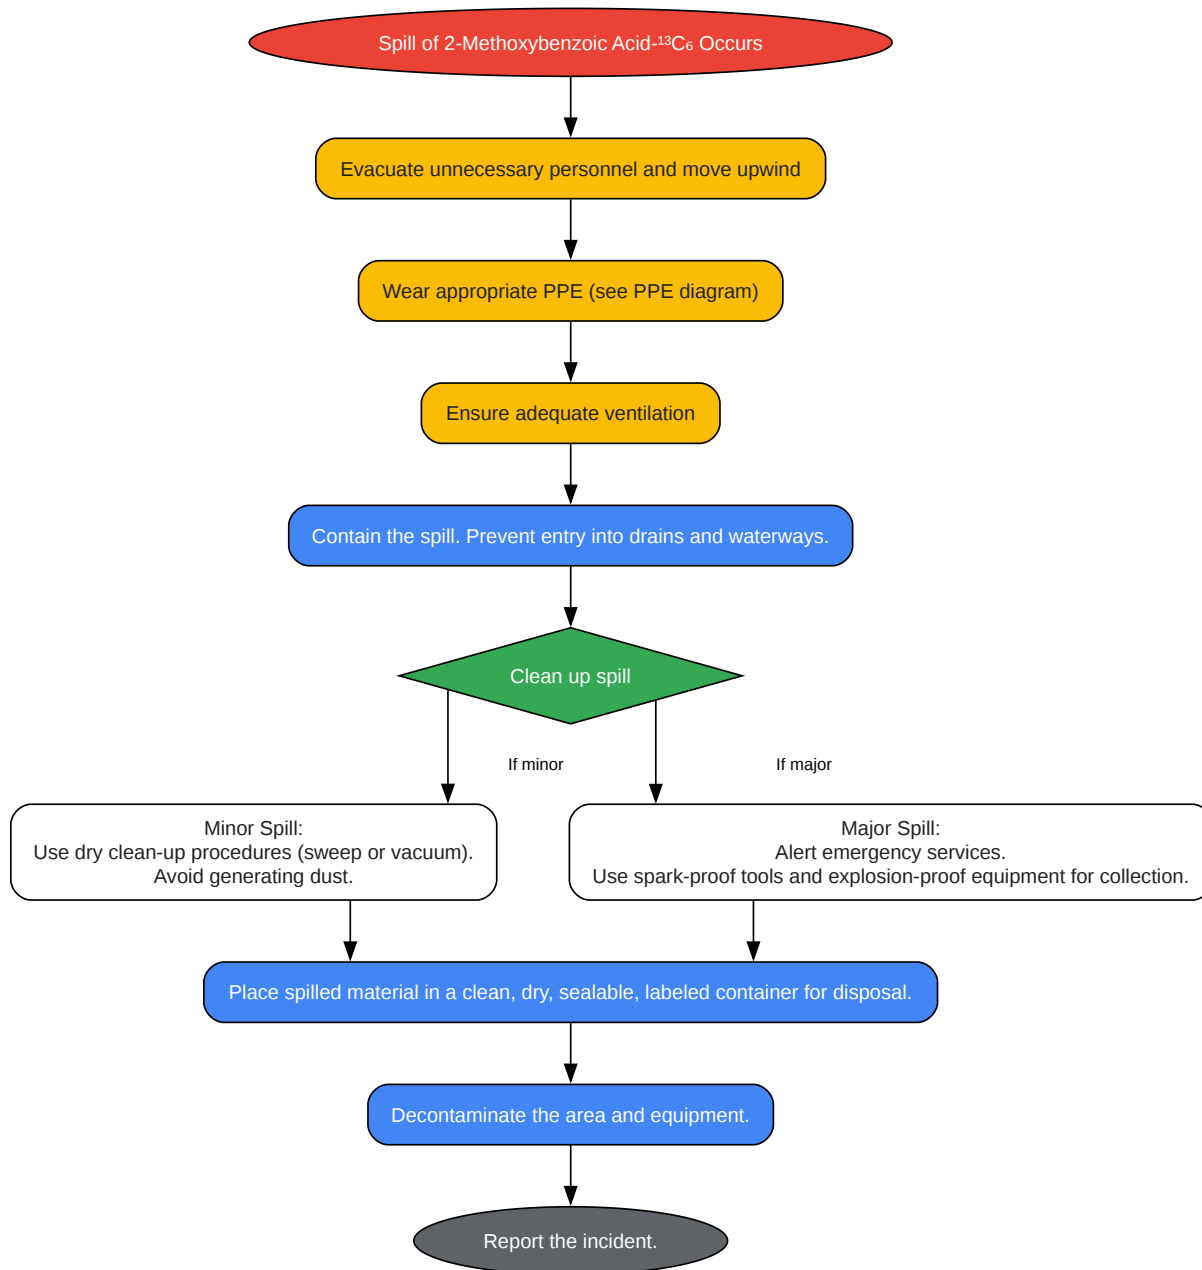 Spill of 2-Methoxybenzoic Acid-¹³C₆ Occurs
Evacuate unnecessary personnel and move upwind
Wear appropriate PPE (see PPE diagram)
Ensure adequate ventilation
Contain the spill. Prevent entry into drains and waterways.
Clean up spill
If minor
If major
Minor Spill:
Use dry clean-up procedures (sweep or vacuum).
Avoid generating dust.
Major Spill:
Alert emergency services.
Use spark-proof tools and explosion-proof equipment for collection.
Place spilled material in a clean, dry, sealable, labeled container for disposal.
Decontaminate the area and equipment.
Report the incident.